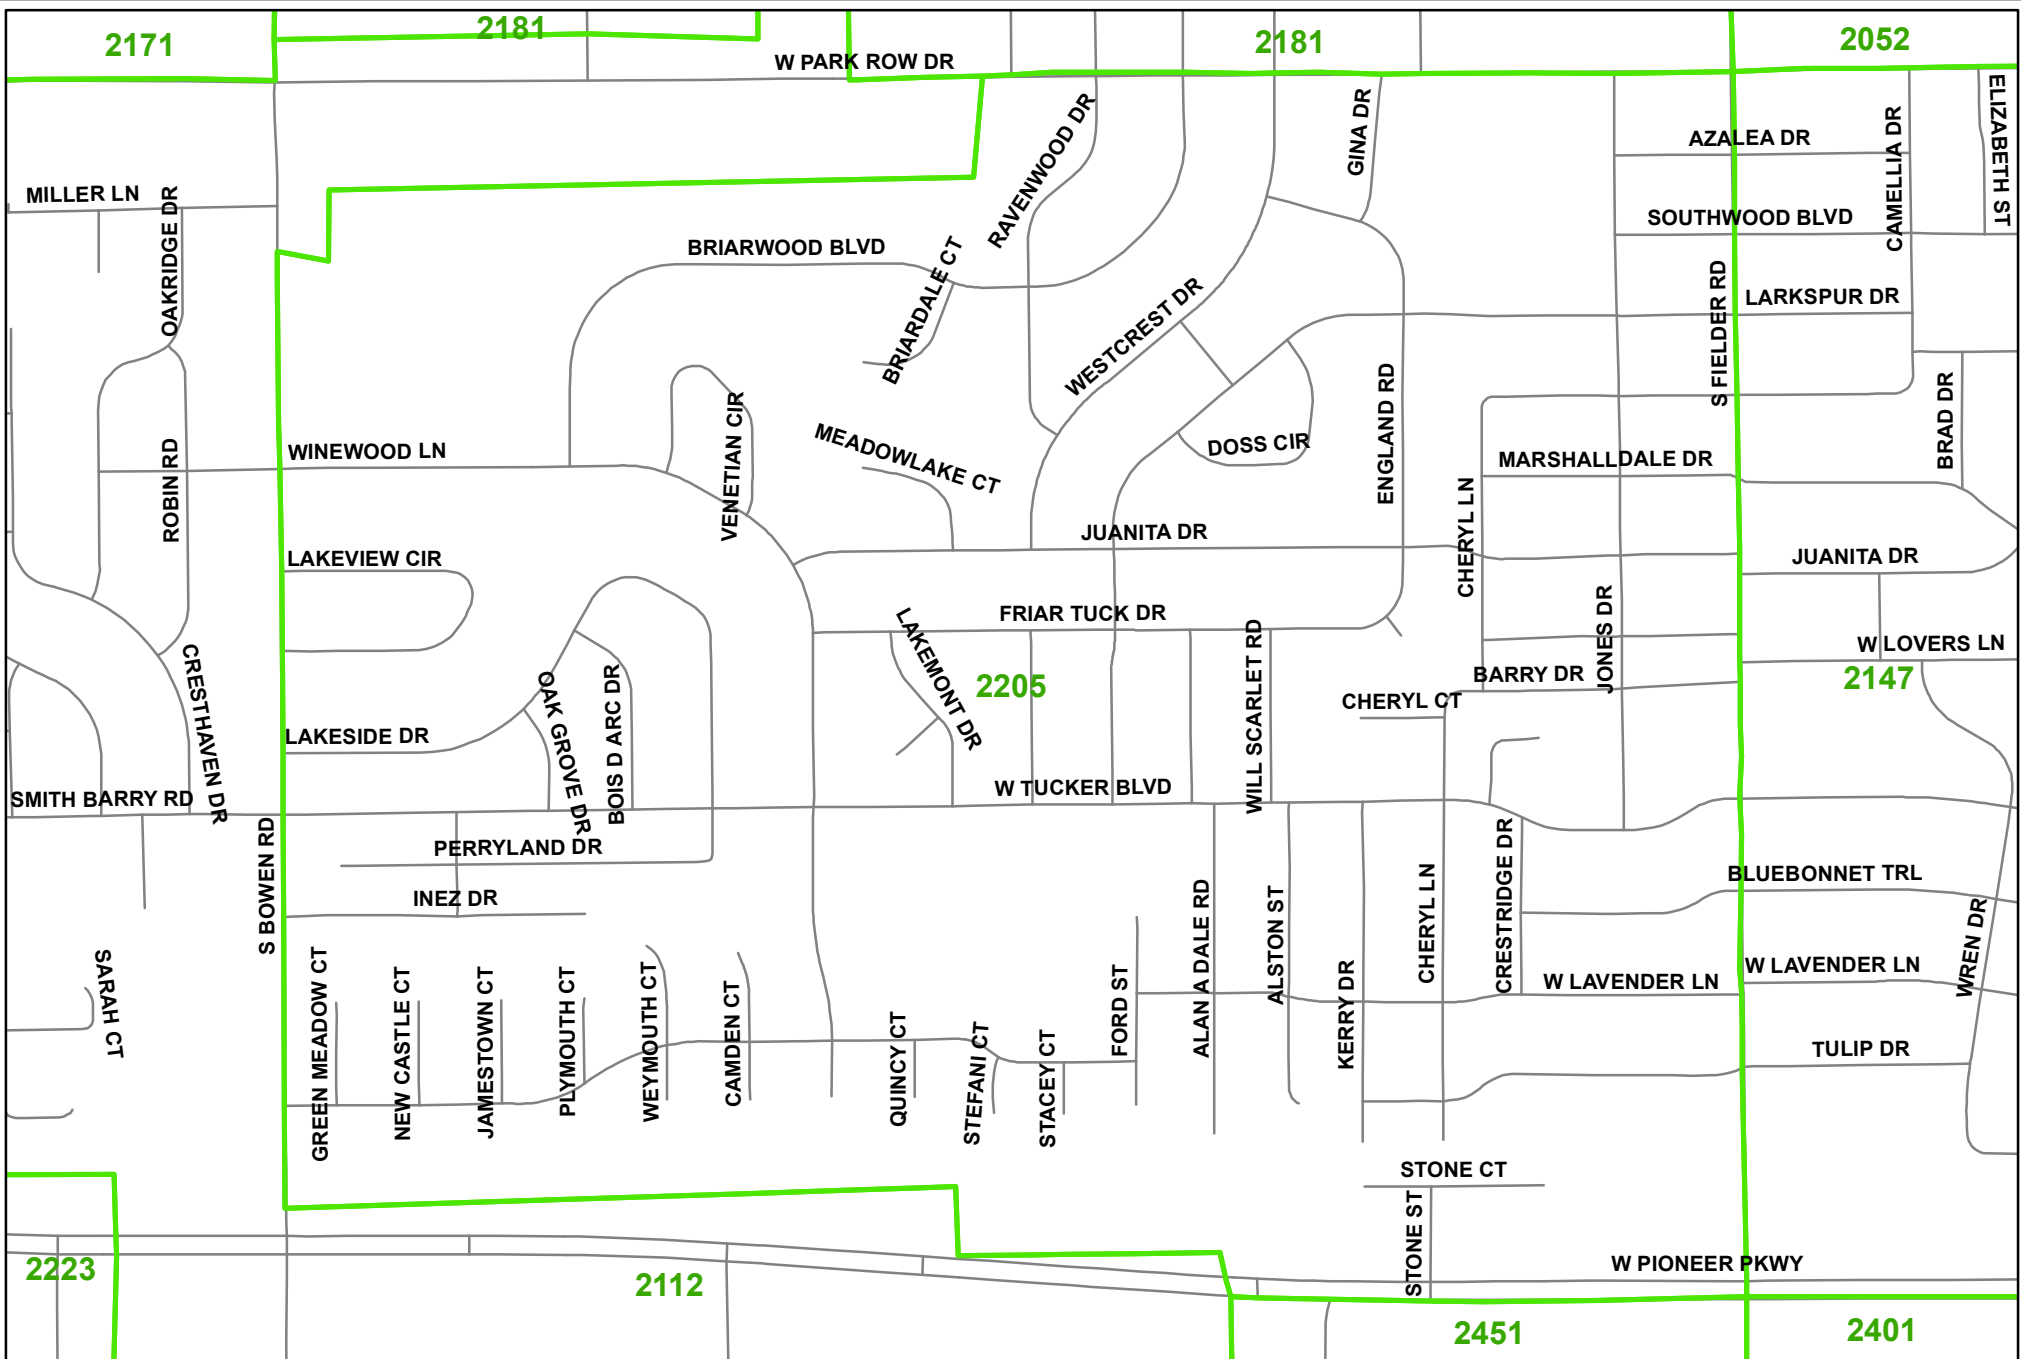 2171
2181
2181
2052
W PARK ROW DR
ELIZABETH ST
GINA DR
RAVENWOOD DR
CAMELLIA DR
AZALEA DR
MILLER LN
OAKRIDGE DR
SOUTHWOOD BLVD
BRIARWOOD BLVD
BRIARDALE CT
WESTCREST DR
S FIELDER RD
LARKSPUR DR
ENGLAND RD
BRAD DR
VENETIAN CIR
MEADOWLAKE CT
DOSS CIR
ROBIN RD
WINEWOOD LN
MARSHALLDALE DR
CHERYL LN
JUANITA DR
LAKEVIEW CIR
JUANITA DR
JONES DR
FRIAR TUCK DR
LAKEMONT DR
WILL SCARLET RD
W LOVERS LN
CRESTHAVEN DR
OAK GROVE DR
BOIS D ARC DR
2205
BARRY DR
2147
CHERYL CT
LAKESIDE DR
W TUCKER BLVD
SMITH BARRY RD
S BOWEN RD
PERRYLAND DR
CRESTRIDGE DR
BLUEBONNET TRL
INEZ DR
ALAN A DALE RD
ALSTON ST
CHERYL LN
WREN DR
SARAH CT
GREEN MEADOW CT
NEW CASTLE CT
JAMESTOWN CT
PLYMOUTH CT
WEYMOUTH CT
CAMDEN CT
QUINCY CT
STEFANI CT
STACEY CT
FORD ST
KERRY DR
W LAVENDER LN
W LAVENDER LN
TULIP DR
STONE CT
STONE ST
W PIONEER PKWY
2223
2112
2451
2401